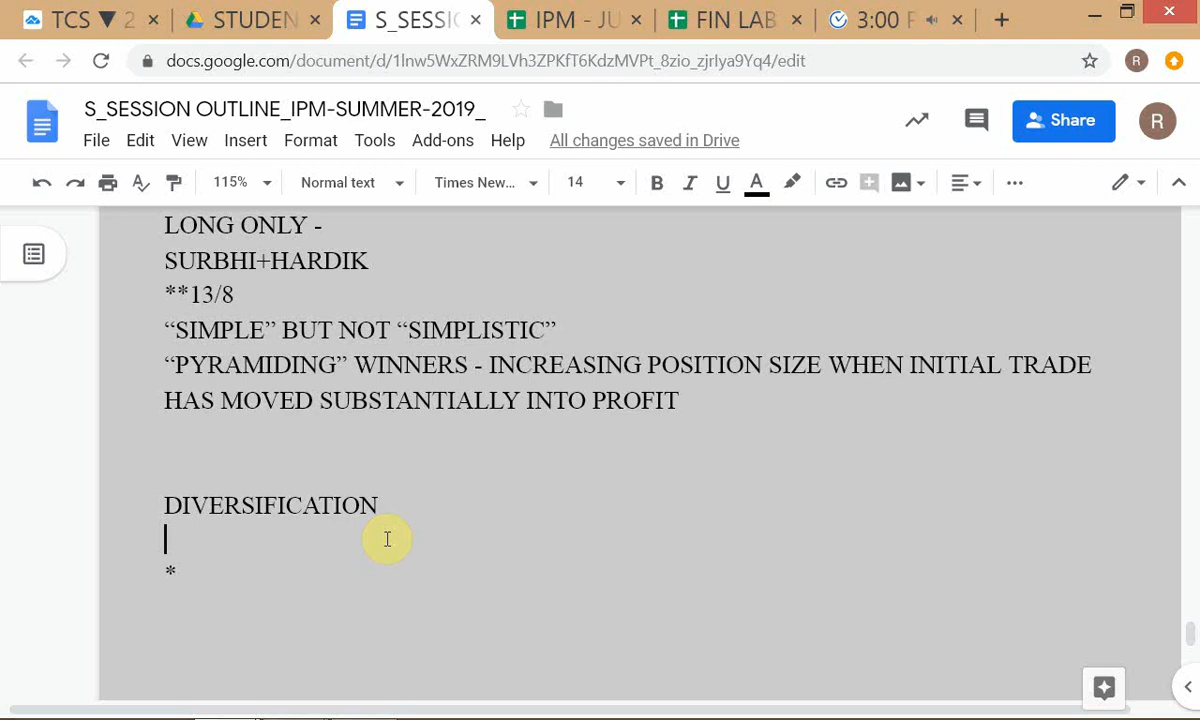 TCS ▼ 2
STUDEN
S_SESSIO
IPM - JU
FIN LAB
3:00 P
docs.google.com/document/d/1lnw5WxZRM9LVh3ZPKfT6KdzMVPt_8zio_zjrIya9Yq4/edit
R
S_SESSION OUTLINE_IPM-SUMMER-2019_
File Edit View Insert Format Tools Add-ons Help All changes saved in Drive
Share
R
115% Normal text Times New... 14 B I U A
LONG ONLY -
SURBHI+HARDIK
**13/8
“SIMPLE” BUT NOT “SIMPLISTIC”
“PYRAMIDING” WINNERS - INCREASING POSITION SIZE WHEN INITIAL TRADE
HAS MOVED SUBSTANTIALLY INTO PROFIT
DIVERSIFICATION
*